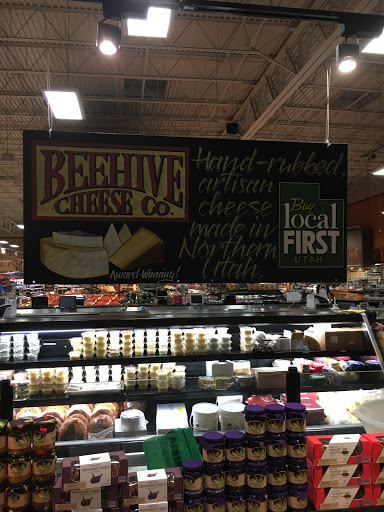 BEEHIVE
CHEESE CO.
Award-Winning!
Hand-rubbed,
artisan
cheese
made in
Northern
Utah.
Buy
local
FIRST
UTAH